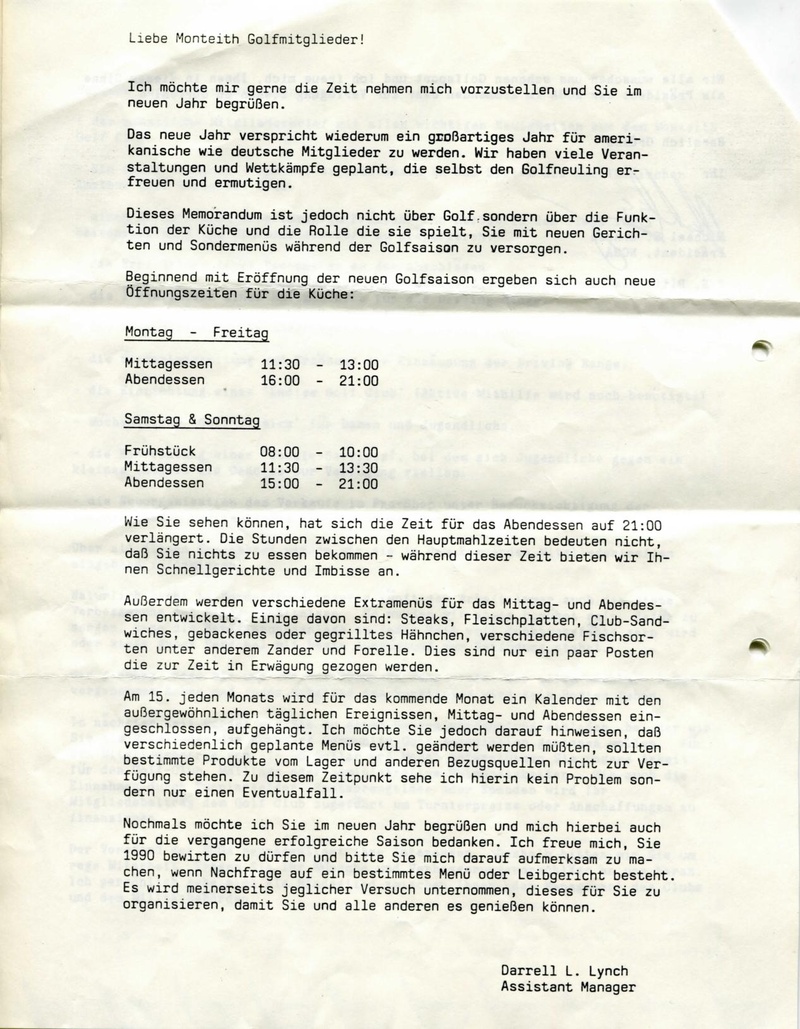 Liebe Monteith Golfmitglieder!
Ich möchte mir gerne die Zeit nehmen mich vorzustellen und Sie im
neuen Jahr begrüßen.
Das neue Jahr verspricht wiederum ein großartiges Jahr für ameri-
kanische wie deutsche Mitglieder zu werden. Wir haben viele Veran-
staltungen und Wettkämpfe geplant, die selbst den Golfneuling er-
freuen und ermutigen.
Dieses Memorandum ist jedoch nicht über Golf sondern über die Funk-
tion der Küche und die Rolle die sie spielt, Sie mit neuen Gerich-
ten und Sondermenüs während der Golfsaison zu versorgen.
Beginnend mit Eröffnung der neuen Golfsaison ergeben sich auch neue
Öffnungszeiten für die Küche:
Montag - Freitag
Mittagessen 11:30 - 13:00
Abendessen 16:00 - 21:00
Samstag & Sonntag
Frühstück 08:00 - 10:00
Mittagessen 11:30 - 13:30
Abendessen 15:00 - 21:00
Wie Sie sehen können, hat sich die Zeit für das Abendessen auf 21:00
verlängert. Die Stunden zwischen den Hauptmahlzeiten bedeuten nicht,
daß Sie nichts zu essen bekommen - während dieser Zeit bieten wir Ih-
nen Schnellgerichte und Imbisse an.
Außerdem werden verschiedene Extramenüs für das Mittag- und Abendes-
sen entwickelt. Einige davon sind: Steaks, Fleischplatten, Club-Sand-
wiches, gebackenes oder gegrilltes Hähnchen, verschiedene Fischsor-
ten unter anderem Zander und Forelle. Dies sind nur ein paar Posten
die zur Zeit in Erwägung gezogen werden.
Am 15. jeden Monats wird für das kommende Monat ein Kalender mit den
außergewöhnlichen täglichen Ereignissen, Mittag- und Abendessen ein-
geschlossen, aufgehängt. Ich möchte Sie jedoch darauf hinweisen, daß
verschiedenlich geplante Menüs evtl. geändert werden müßten, sollten
bestimmte Produkte vom Lager und anderen Bezugsquellen nicht zur Ver-
fügung stehen. Zu diesem Zeitpunkt sehe ich hierin kein Problem son-
dern nur einen Eventualfall.
Nochmals möchte ich Sie im neuen Jahr begrüßen und mich hierbei auch
für die vergangene erfolgreiche Saison bedanken. Ich freue mich, Sie
1990 bewirten zu dürfen und bitte Sie mich darauf aufmerksam zu ma-
chen, wenn Nachfrage auf ein bestimmtes Menü oder Leibgericht besteht.
Es wird meinerseits jeglicher Versuch unternommen, dieses für Sie zu
organisieren, damit Sie und alle anderen es genießen können.
Darrell L. Lynch
Assistant Manager